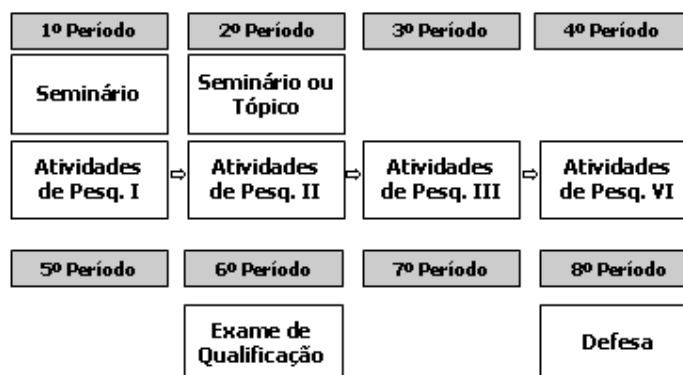 1º Período 2º Período 3º Período 4º Período
Seminário
Seminário ou
Tópico
Atividades
de Pesq. I
Atividades
de Pesq. II
Atividades
de Pesq. III
Atividades
de Pesq. VI
5º Período 6º Período 7º Período 8º Período
Exame de
Qualificação
Defesa